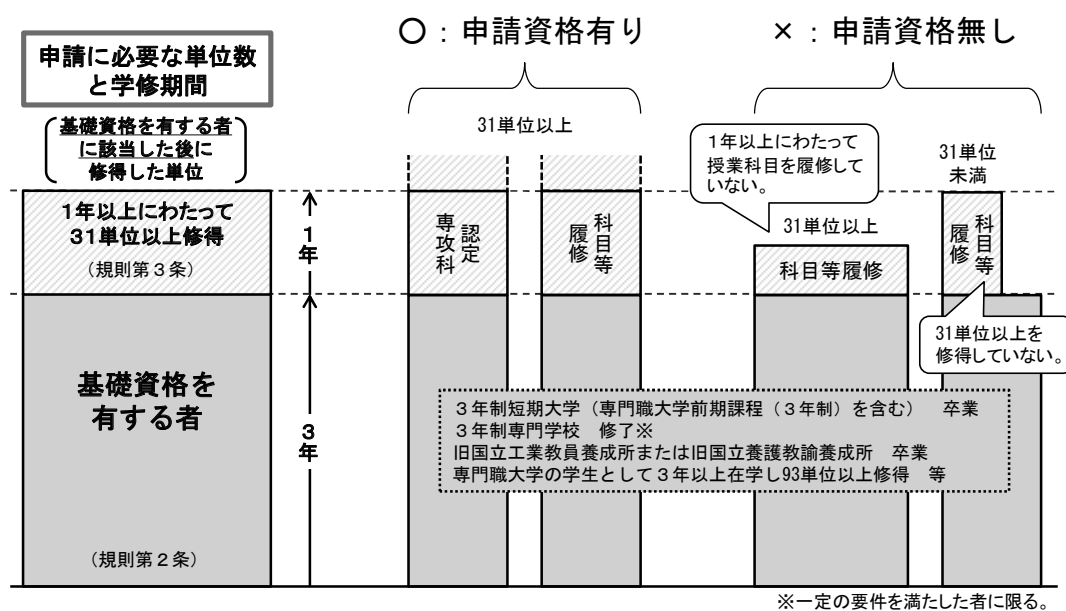 申請に必要な単位数
と学修期間
基礎資格を有する者
に該当した後に
修得した単位
1年以上にわたって
31単位以上修得
(規則第3条)
基礎資格を
有する者
(規則第2条)
1年
3年
○：申請資格有り
31単位以上
認定
専攻科
科目等
履修
×：申請資格無し
1年以上にわたって
授業科目を履修して
いない。
31単位以上
科目等履修
31単位
未満
科目等
履修
31単位以上を
修得していない。
3年制短期大学（専門職大学前期課程（3年制）を含む）　卒業
3年制専門学校　修了※
旧国立工業教員養成所または旧国立養護教諭養成所　卒業
専門職大学の学生として3年以上在学し93単位以上修得　等
※一定の要件を満たした者に限る。